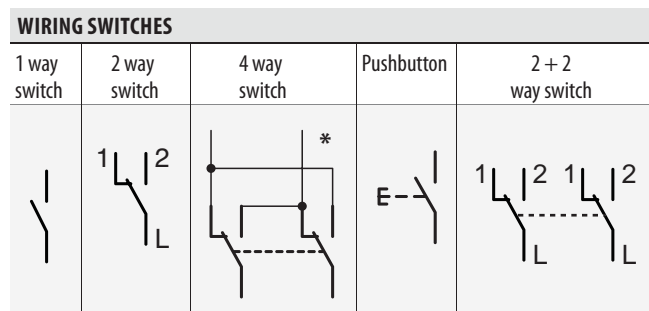 WIRING SWITCHES
1 way
switch
2 way
switch
4 way
switch
Pushbutton
2 + 2
way switch
1 2
L
*
1 2 1 2
L L